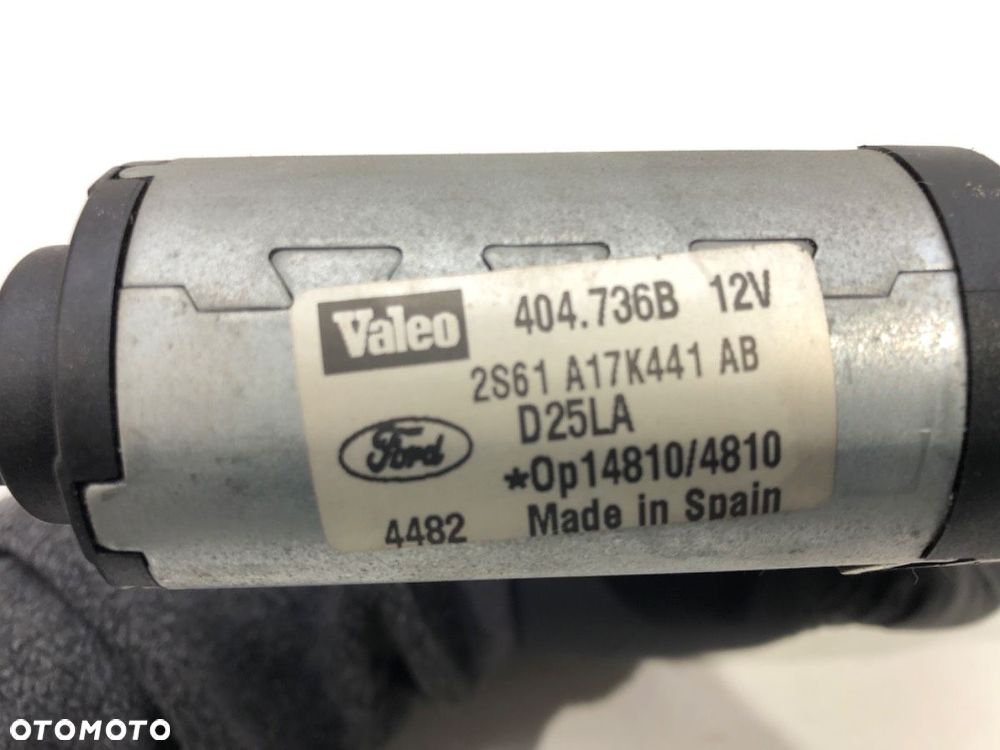 Valeo 404.736B 12V
2S61 A17K441 AB
D25LA
Ford *Op14810/4810
4482 Made in Spain
OTOMOTO